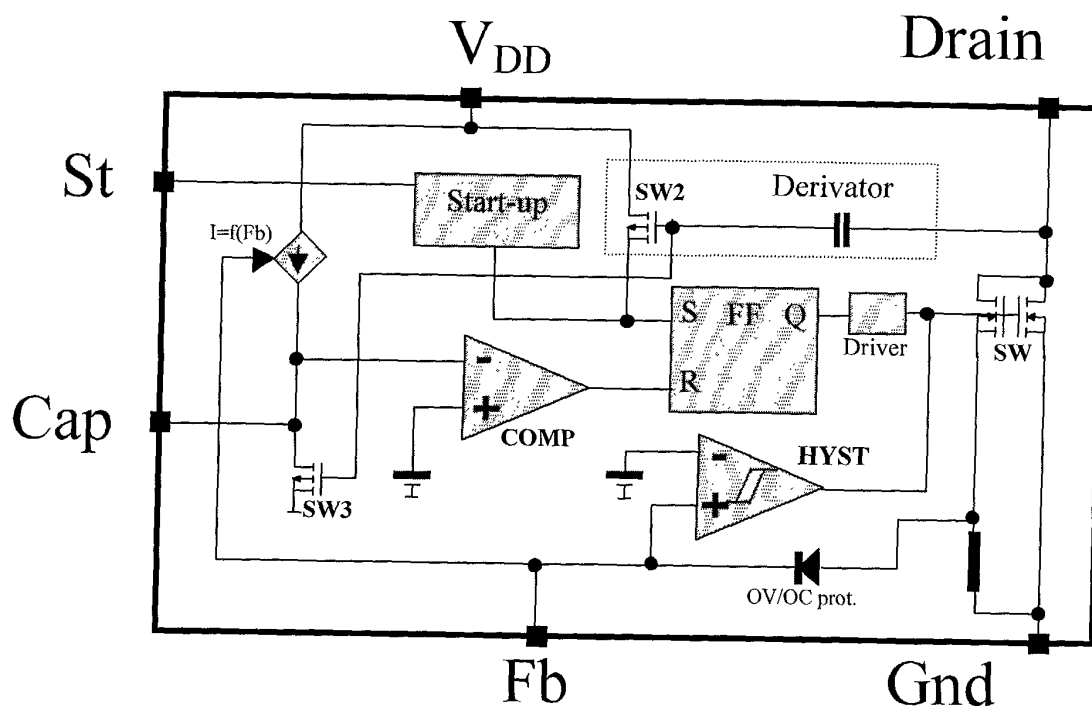 V_DD
Drain
St
Start-up
SW2
Derivator
I=f(Fb)
S FF Q
Driver
SW
R
Cap
-
+
COMP
HYST
-
+
SW3
OV/OC prot.
Fb
Gnd